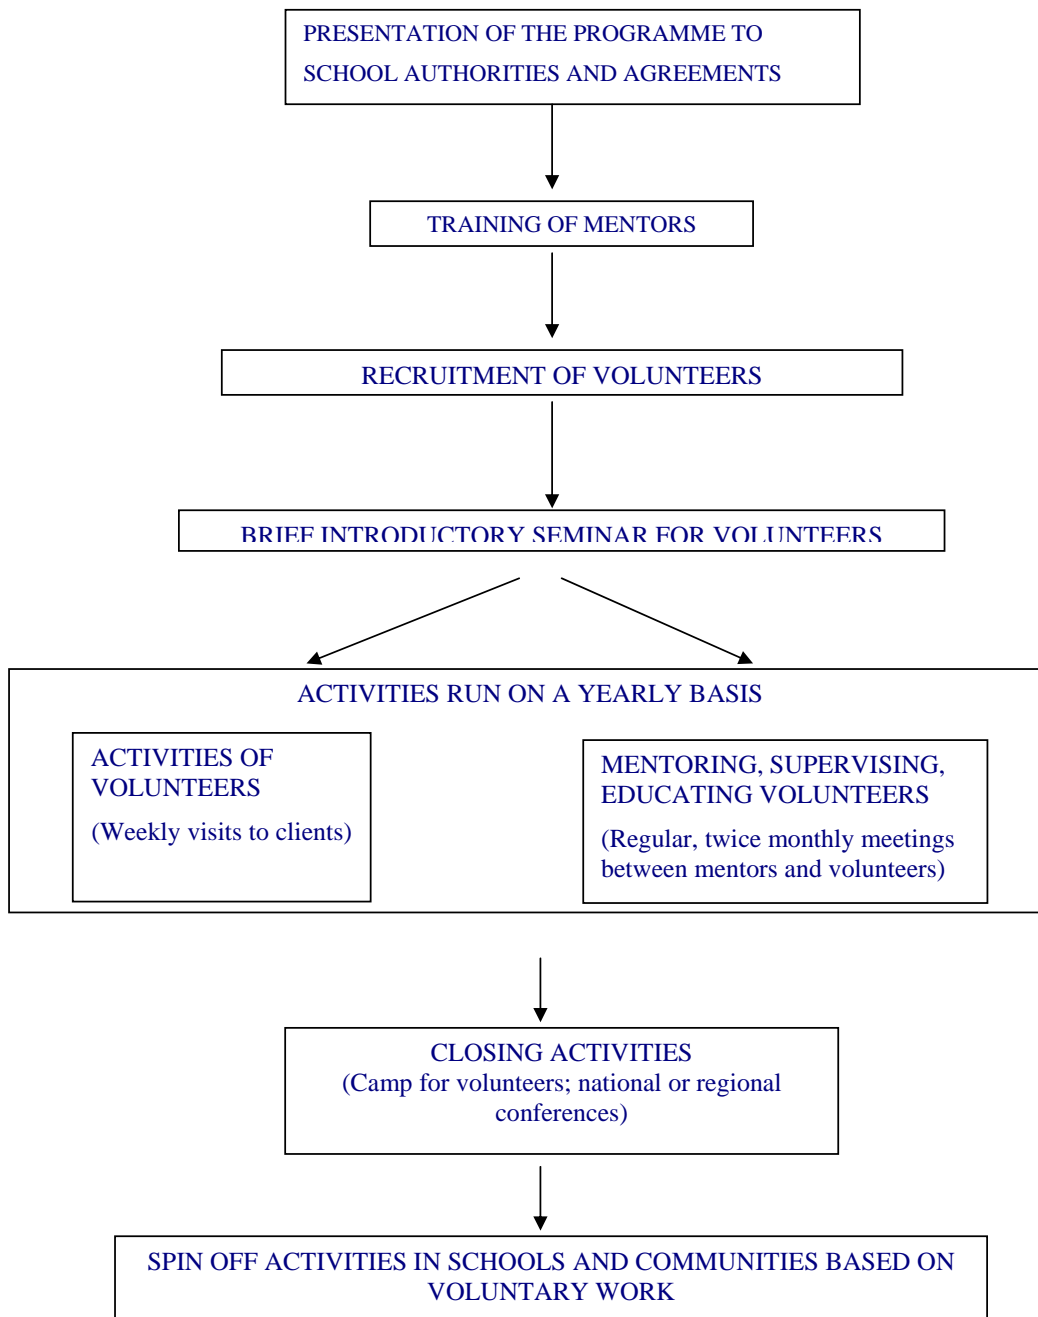 PRESENTATION OF THE PROGRAMME TO
SCHOOL AUTHORITIES AND AGREEMENTS
TRAINING OF MENTORS
RECRUITMENT OF VOLUNTEERS
BRIEF INTRODUCTORY SEMINAR FOR VOLUNTEERS
ACTIVITIES RUN ON A YEARLY BASIS
ACTIVITIES OF
VOLUNTEERS
(Weekly visits to clients)
MENTORING, SUPERVISING,
EDUCATING VOLUNTEERS
(Regular, twice monthly meetings
between mentors and volunteers)
CLOSING ACTIVITIES
(Camp for volunteers; national or regional
conferences)
SPIN OFF ACTIVITIES IN SCHOOLS AND COMMUNITIES BASED ON
VOLUNTARY WORK